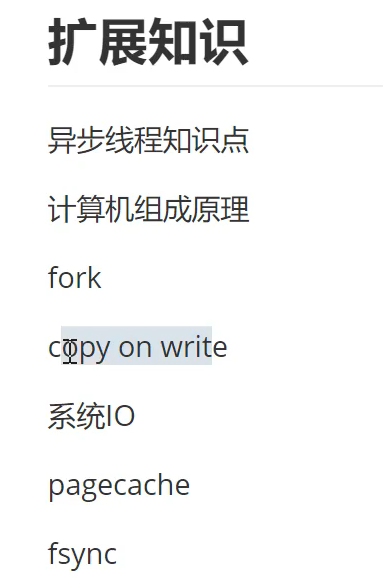 扩展知识
异步线程知识点
计算机组成原理
fork
copy on write
系统IO
pagecache
fsync